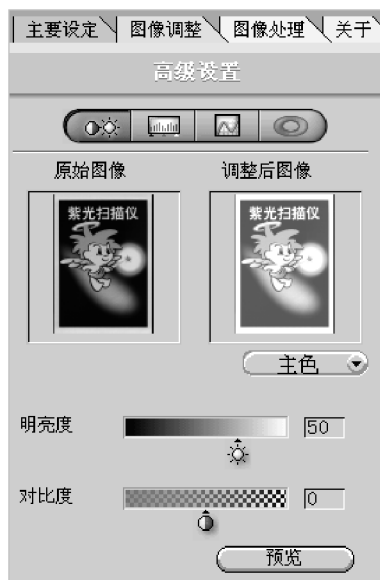 主要设定 图像调整 图像处理 关于
高级设置
原始图像 调整后图像
紫光扫描仪 紫光扫描仪
主色
明亮度 50
对比度 0
预览